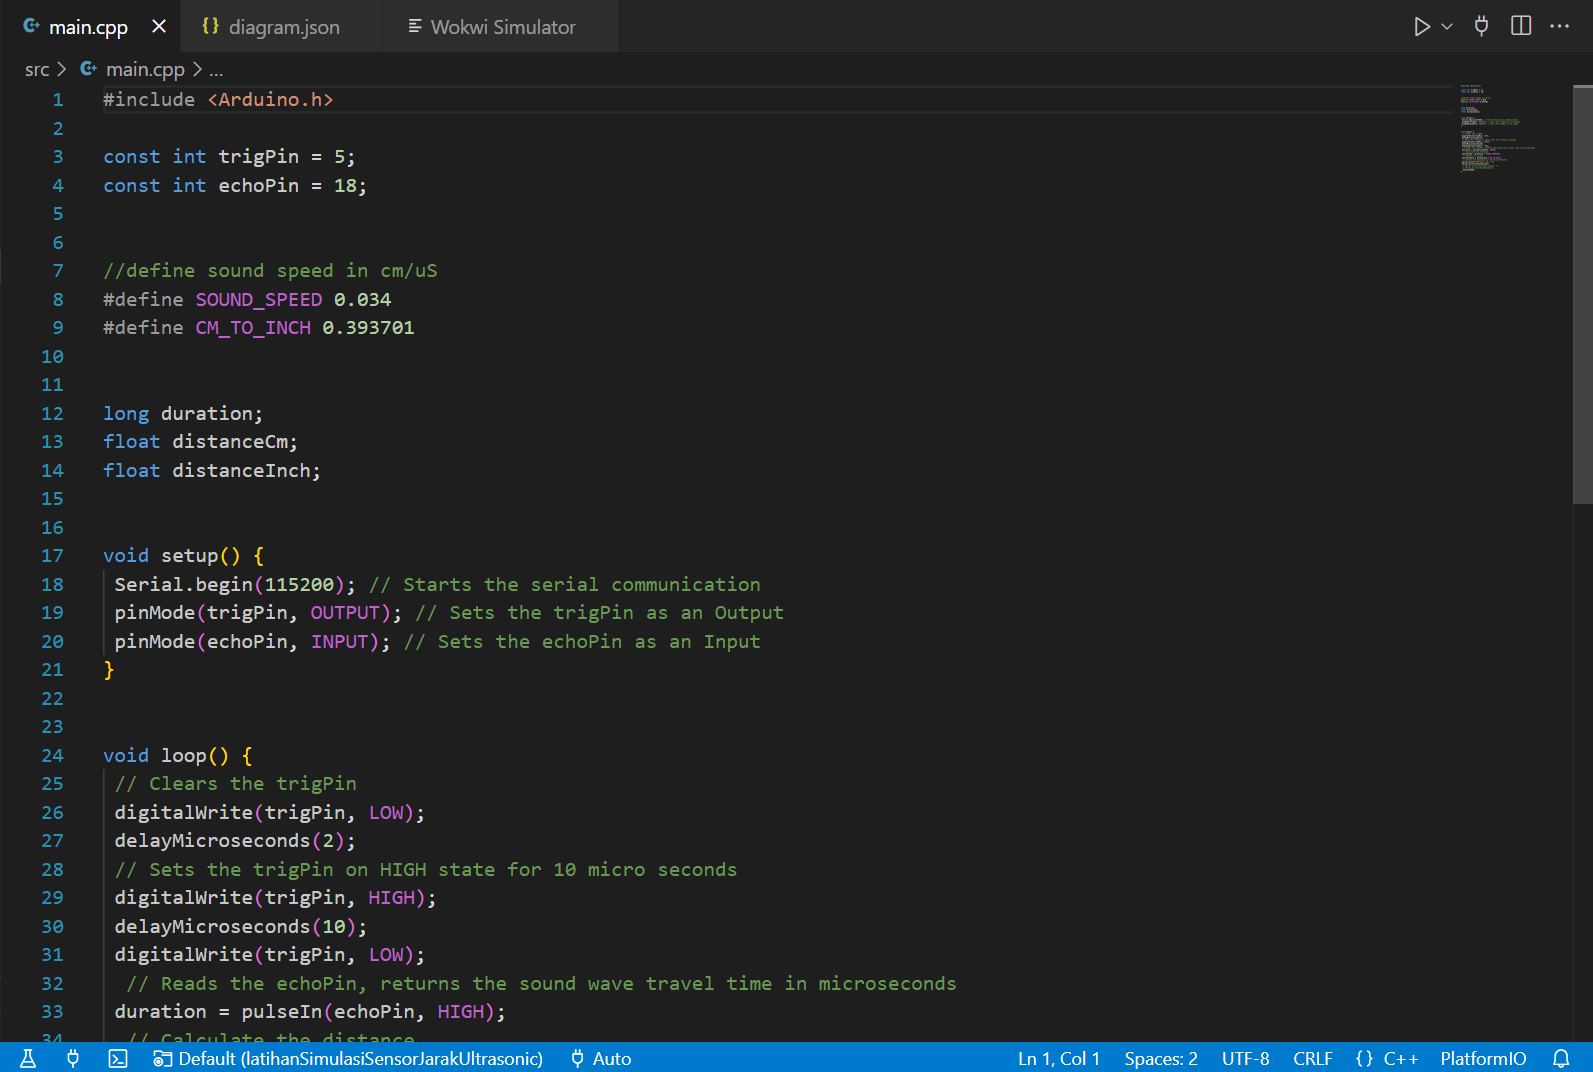 main.cpp
diagram.json
Wokwi Simulator
src > main.cpp > ...
1 #include <Arduino.h>
2
3 const int trigPin = 5;
4 const int echoPin = 18;
5
6
7 //define sound speed in cm/uS
8 #define SOUND_SPEED 0.034
9 #define CM_TO_INCH 0.393701
10
11
12 long duration;
13 float distanceCm;
14 float distanceInch;
15
16
17 void setup() {
18 Serial.begin(115200); // Starts the serial communication
19 pinMode(trigPin, OUTPUT); // Sets the trigPin as an Output
20 pinMode(echoPin, INPUT); // Sets the echoPin as an Input
21 }
22
23
24 void loop() {
25 // Clears the trigPin
26 digitalWrite(trigPin, LOW);
27 delayMicroseconds(2);
28 // Sets the trigPin on HIGH state for 10 micro seconds
29 digitalWrite(trigPin, HIGH);
30 delayMicroseconds(10);
31 digitalWrite(trigPin, LOW);
32 // Reads the echoPin, returns the sound wave travel time in microseconds
33 duration = pulseIn(echoPin, HIGH);
34 // Calculate the distance
Default (latihanSimulasiSensorJarakUltrasonic) Auto Ln 1, Col 1 Spaces: 2 UTF-8 CRLF {} C++ PlatformIO